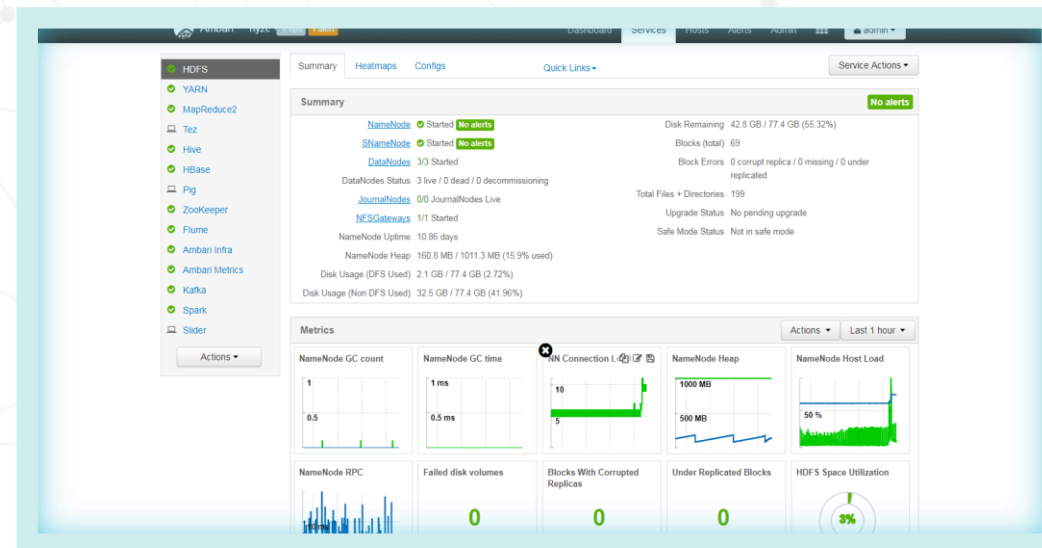 Ambari
1 alert
Dashboard Services Hosts Alerts Admin admin
HDFS
YARN
MapReduce2
Tez
Hive
HBase
Pig
ZooKeeper
Flume
Ambari Infra
Ambari Metrics
Kafka
Spark
Slider
Actions
Summary Heatmaps Configs Quick Links Service Actions
Summary No alerts
NameNode Started No alerts
SNameNode Started No alerts
DataNodes 3/3 Started
DataNodes Status 3 live / 0 dead / 0 decommissioning
JournalNodes 0/0 JournalNodes Live
NFSGateways 1/1 Started
NameNode Uptime 10.86 days
NameNode Heap 160.8 MB / 1011.3 MB (15.9% used)
Disk Usage (DFS Used) 2.1 GB / 77.4 GB (2.72%)
Disk Usage (Non DFS Used) 32.5 GB / 77.4 GB (41.96%)
Disk Remaining 42.8 GB / 77.4 GB (55.32%)
Blocks (total) 69
Block Errors 0 corrupt replica / 0 missing / 0 under
replicated
Total Files + Directories 199
Upgrade Status No pending upgrade
Safe Mode Status Not in safe mode
Metrics Actions Last 1 hour
NameNode GC count
1
0.5
NameNode GC time
1 ms
0.5 ms
NN Connection
10
5
NameNode Heap
1000 MB
500 MB
NameNode Host Load
50 %
NameNode RPC
10 ms
Failed disk volumes
0
Blocks With Corrupted
Replicas
0
Under Replicated Blocks
0
HDFS Space Utilization
3%